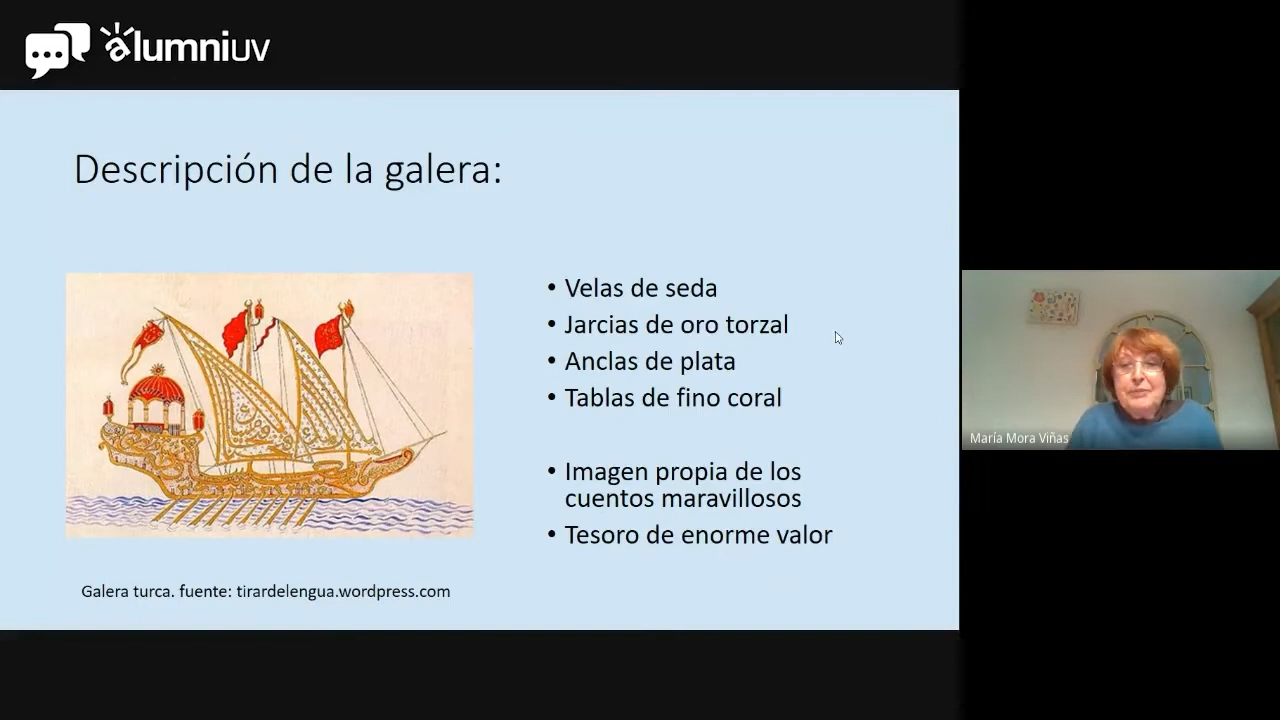 alumniuv
Descripción de la galera:
• Velas de seda
• Jarcias de oro torzal
• Anclas de plata
• Tablas de fino coral
• Imagen propia de los
cuentos maravillosos
• Tesoro de enorme valor
Galera turca. fuente: tirardelengua.wordpress.com
María Mora Viñas